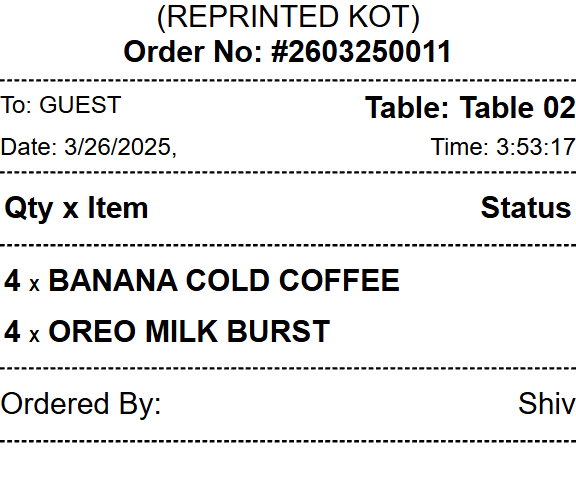 (REPRINTED KOT)
Order No: #2603250011
To: GUEST Table: Table 02
Date: 3/26/2025, Time: 3:53:17
Qty x Item Status
4 x BANANA COLD COFFEE
4 x OREO MILK BURST
Ordered By: Shiv